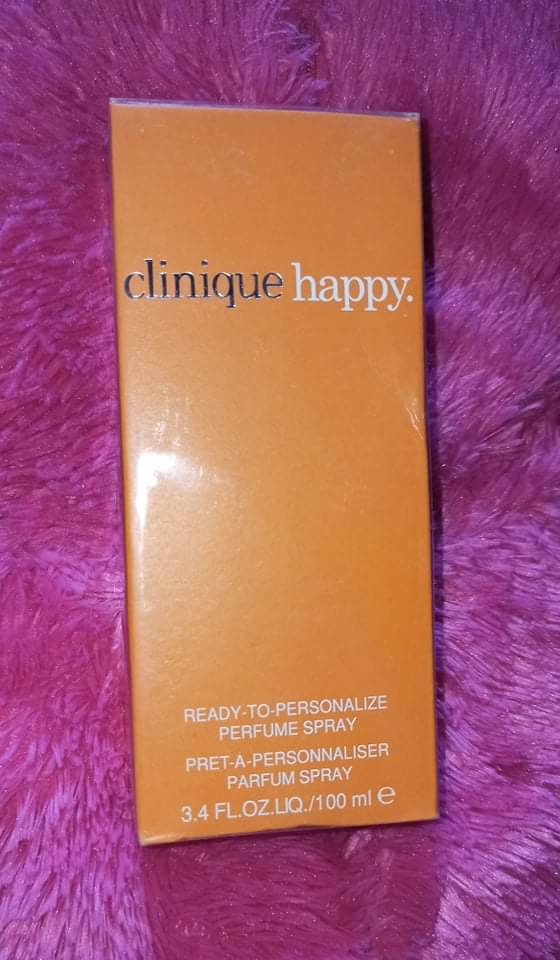 clinique happy.
READY-TO-PERSONALIZE
PERFUME SPRAY
PRET-A-PERSONNALISER
PARFUM SPRAY
3.4 FL.OZ.LIQ./100 ml ℮